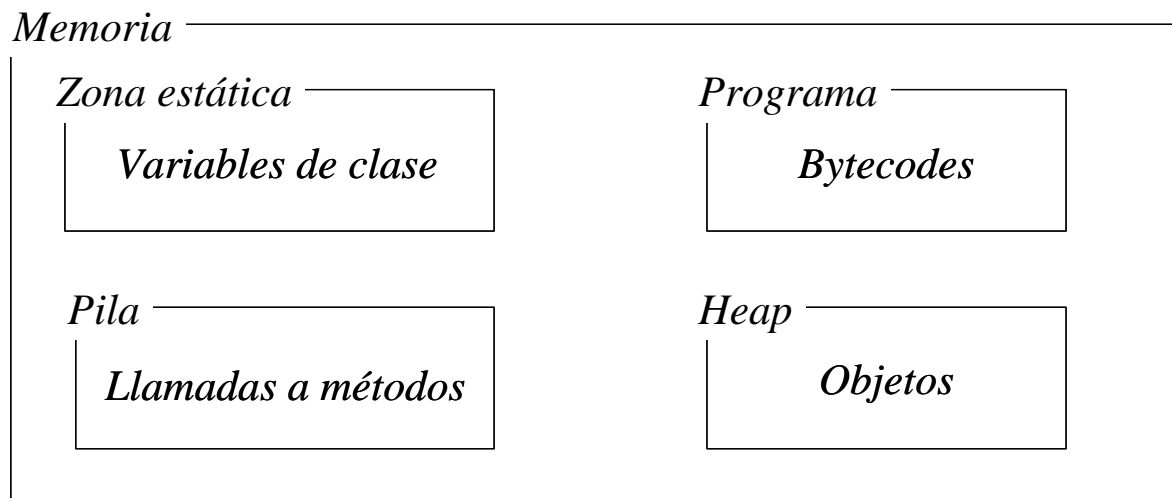 Memoria
Zona estática
Variables de clase
Programa
Bytecodes
Pila
Llamadas a métodos
Heap
Objetos